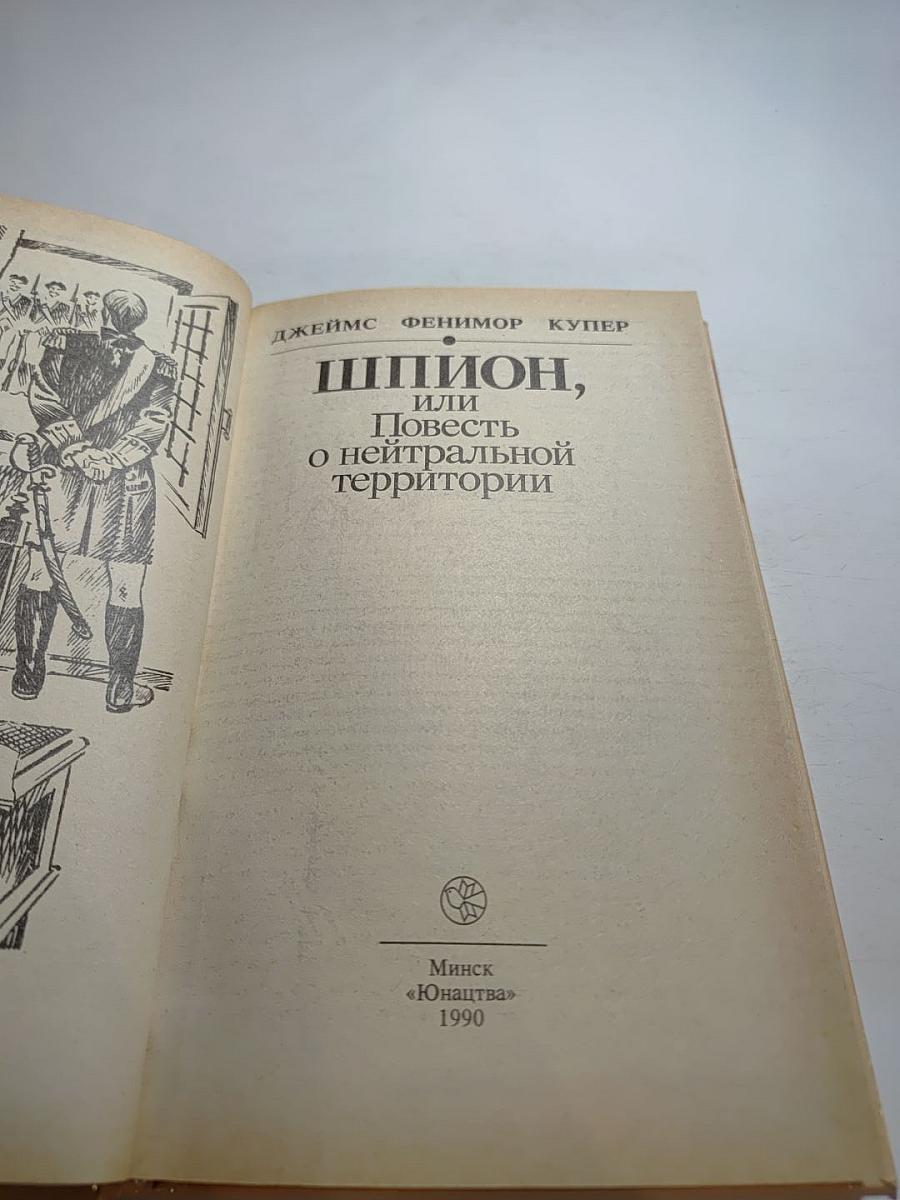 ДЖЕЙМС ФЕНИМОР КУПЕР
ШПИОН,
или
Повесть
о нейтральной
территории
Минск
«Юнацтва»
1990